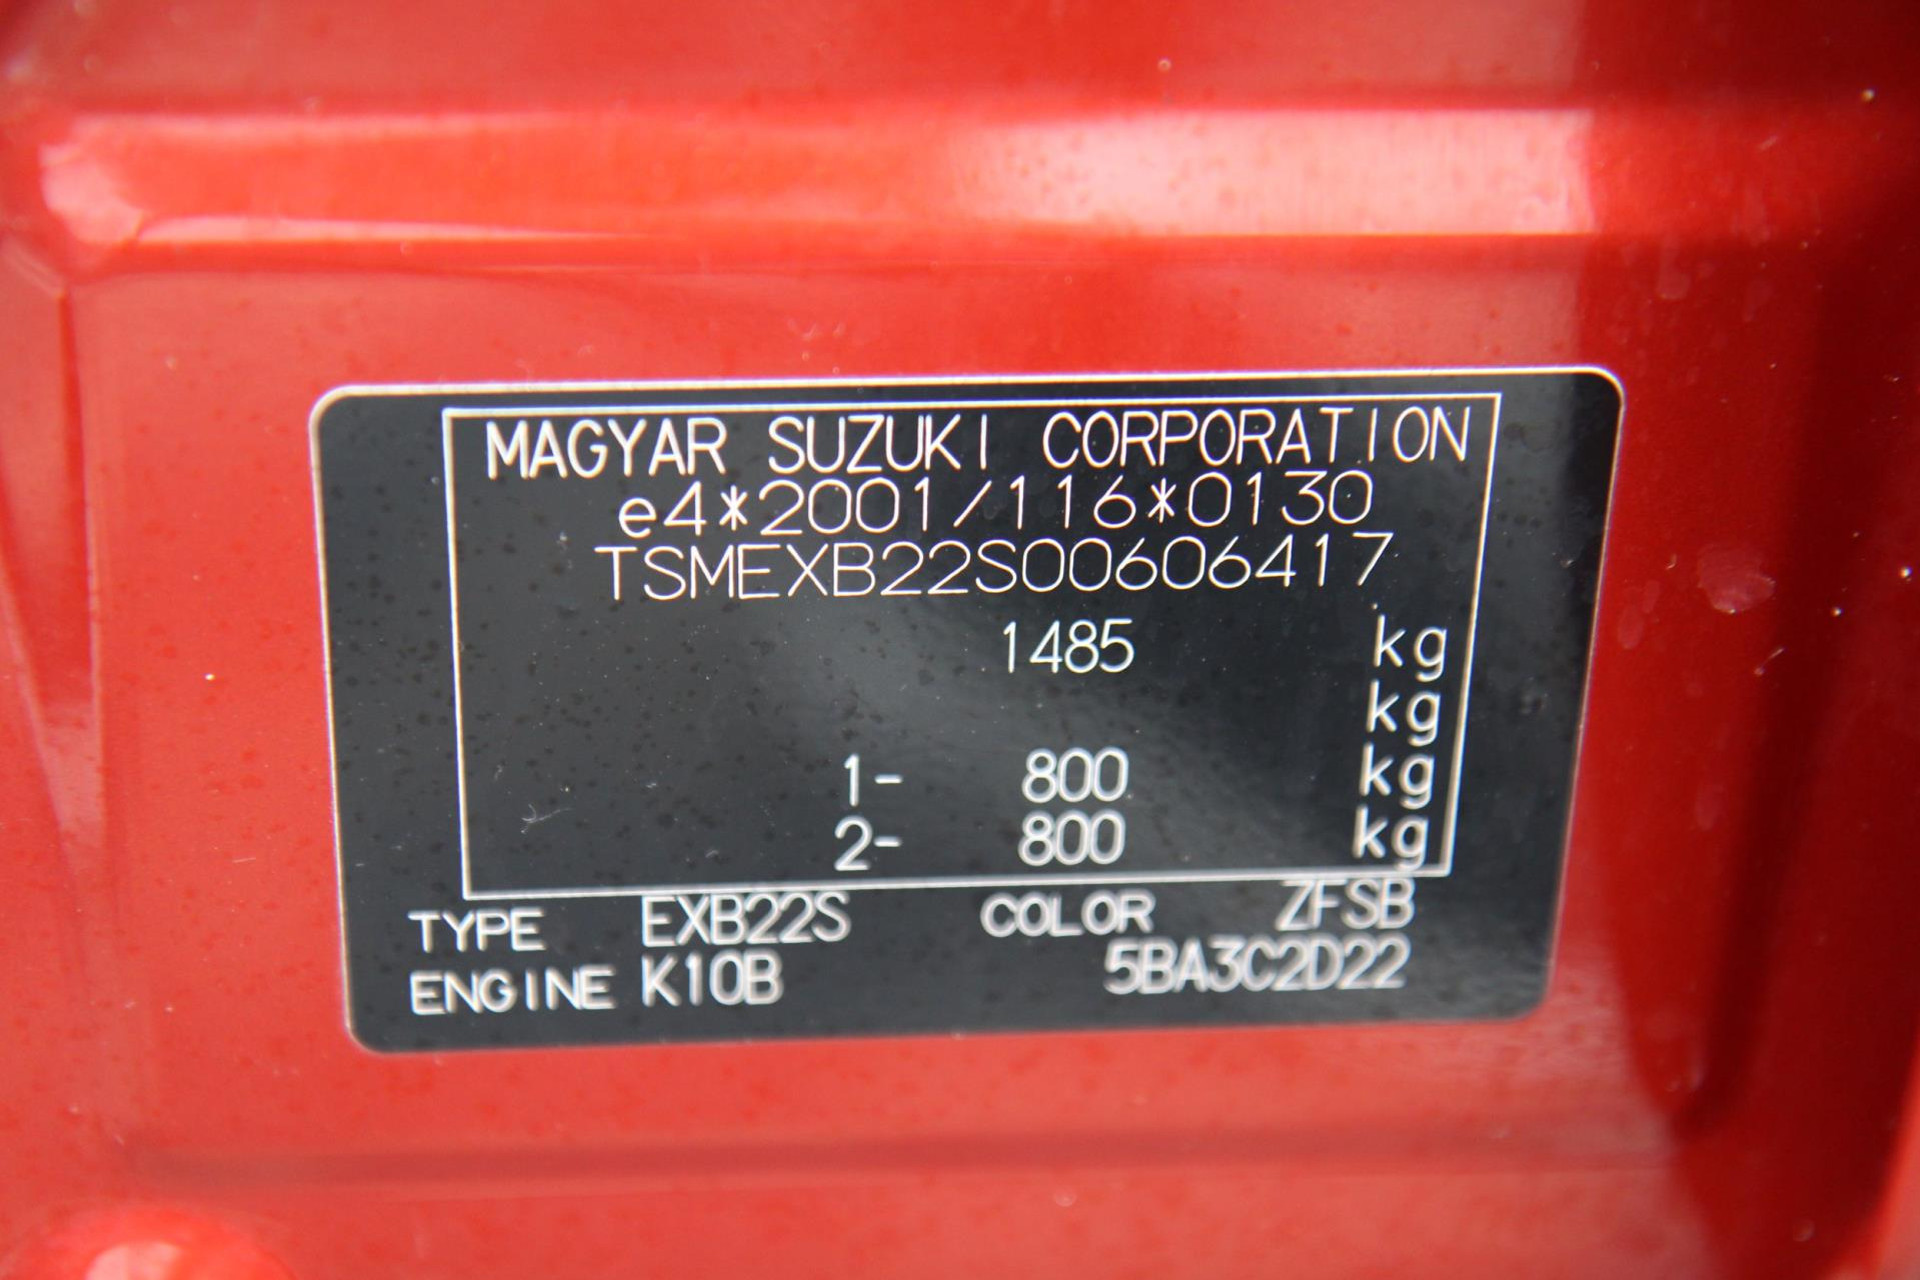 MAGYAR SUZUKI CORPORATION
e4*2001/116*0130
TSMEXB22S00606417
1485 kg
kg
1- 800 kg
2- 800 kg
TYPE EXB22S COLOR ZFSB
ENGINE K10B 5BA3C2D22